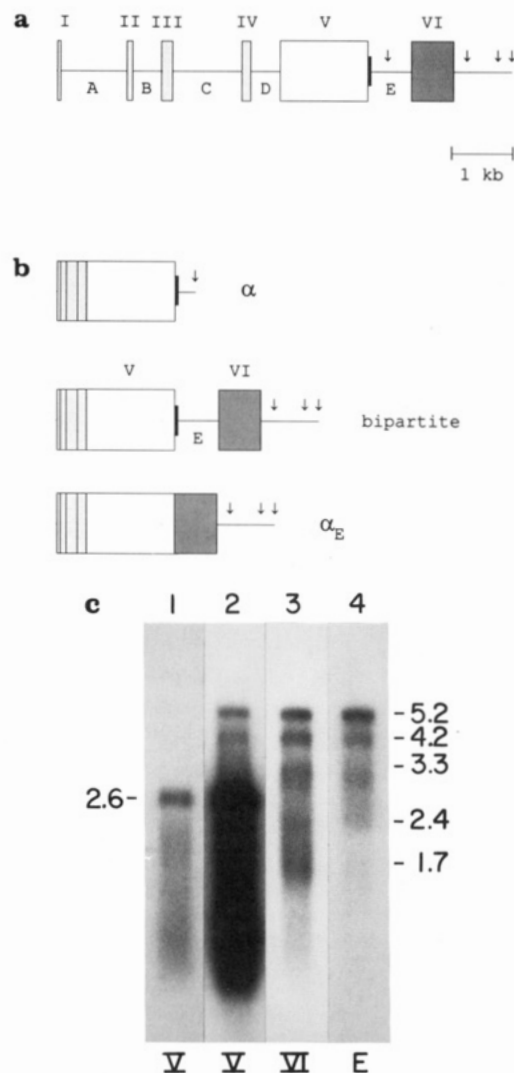 a I II III IV V VI
A B C D E
1 kb
b
α
V VI
E bipartite
αE
c 1 2 3 4
-5.2
-4.2
-3.3
2.6-
-2.4
-1.7
V V VI E